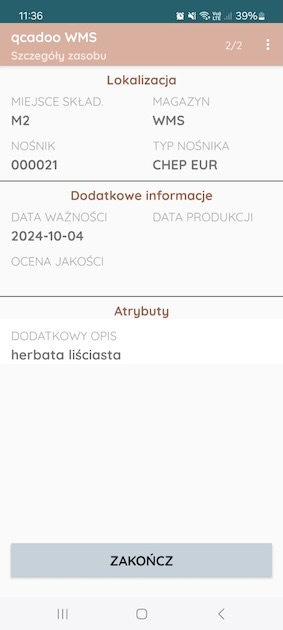 11:36
39%
qcadoo WMS
2/2
Szczegóły zasobu
Lokalizacja
MIEJSCE SKŁAD. MAGAZYN
M2 WMS
NOŚNIK TYP NOŚNIKA
000021 CHEP EUR
Dodatkowe informacje
DATA WAŻNOŚCI DATA PRODUKCJI
2024-10-04
OCENA JAKOŚCI
Atrybuty
DODATKOWY OPIS
herbata liściasta
ZAKOŃCZ